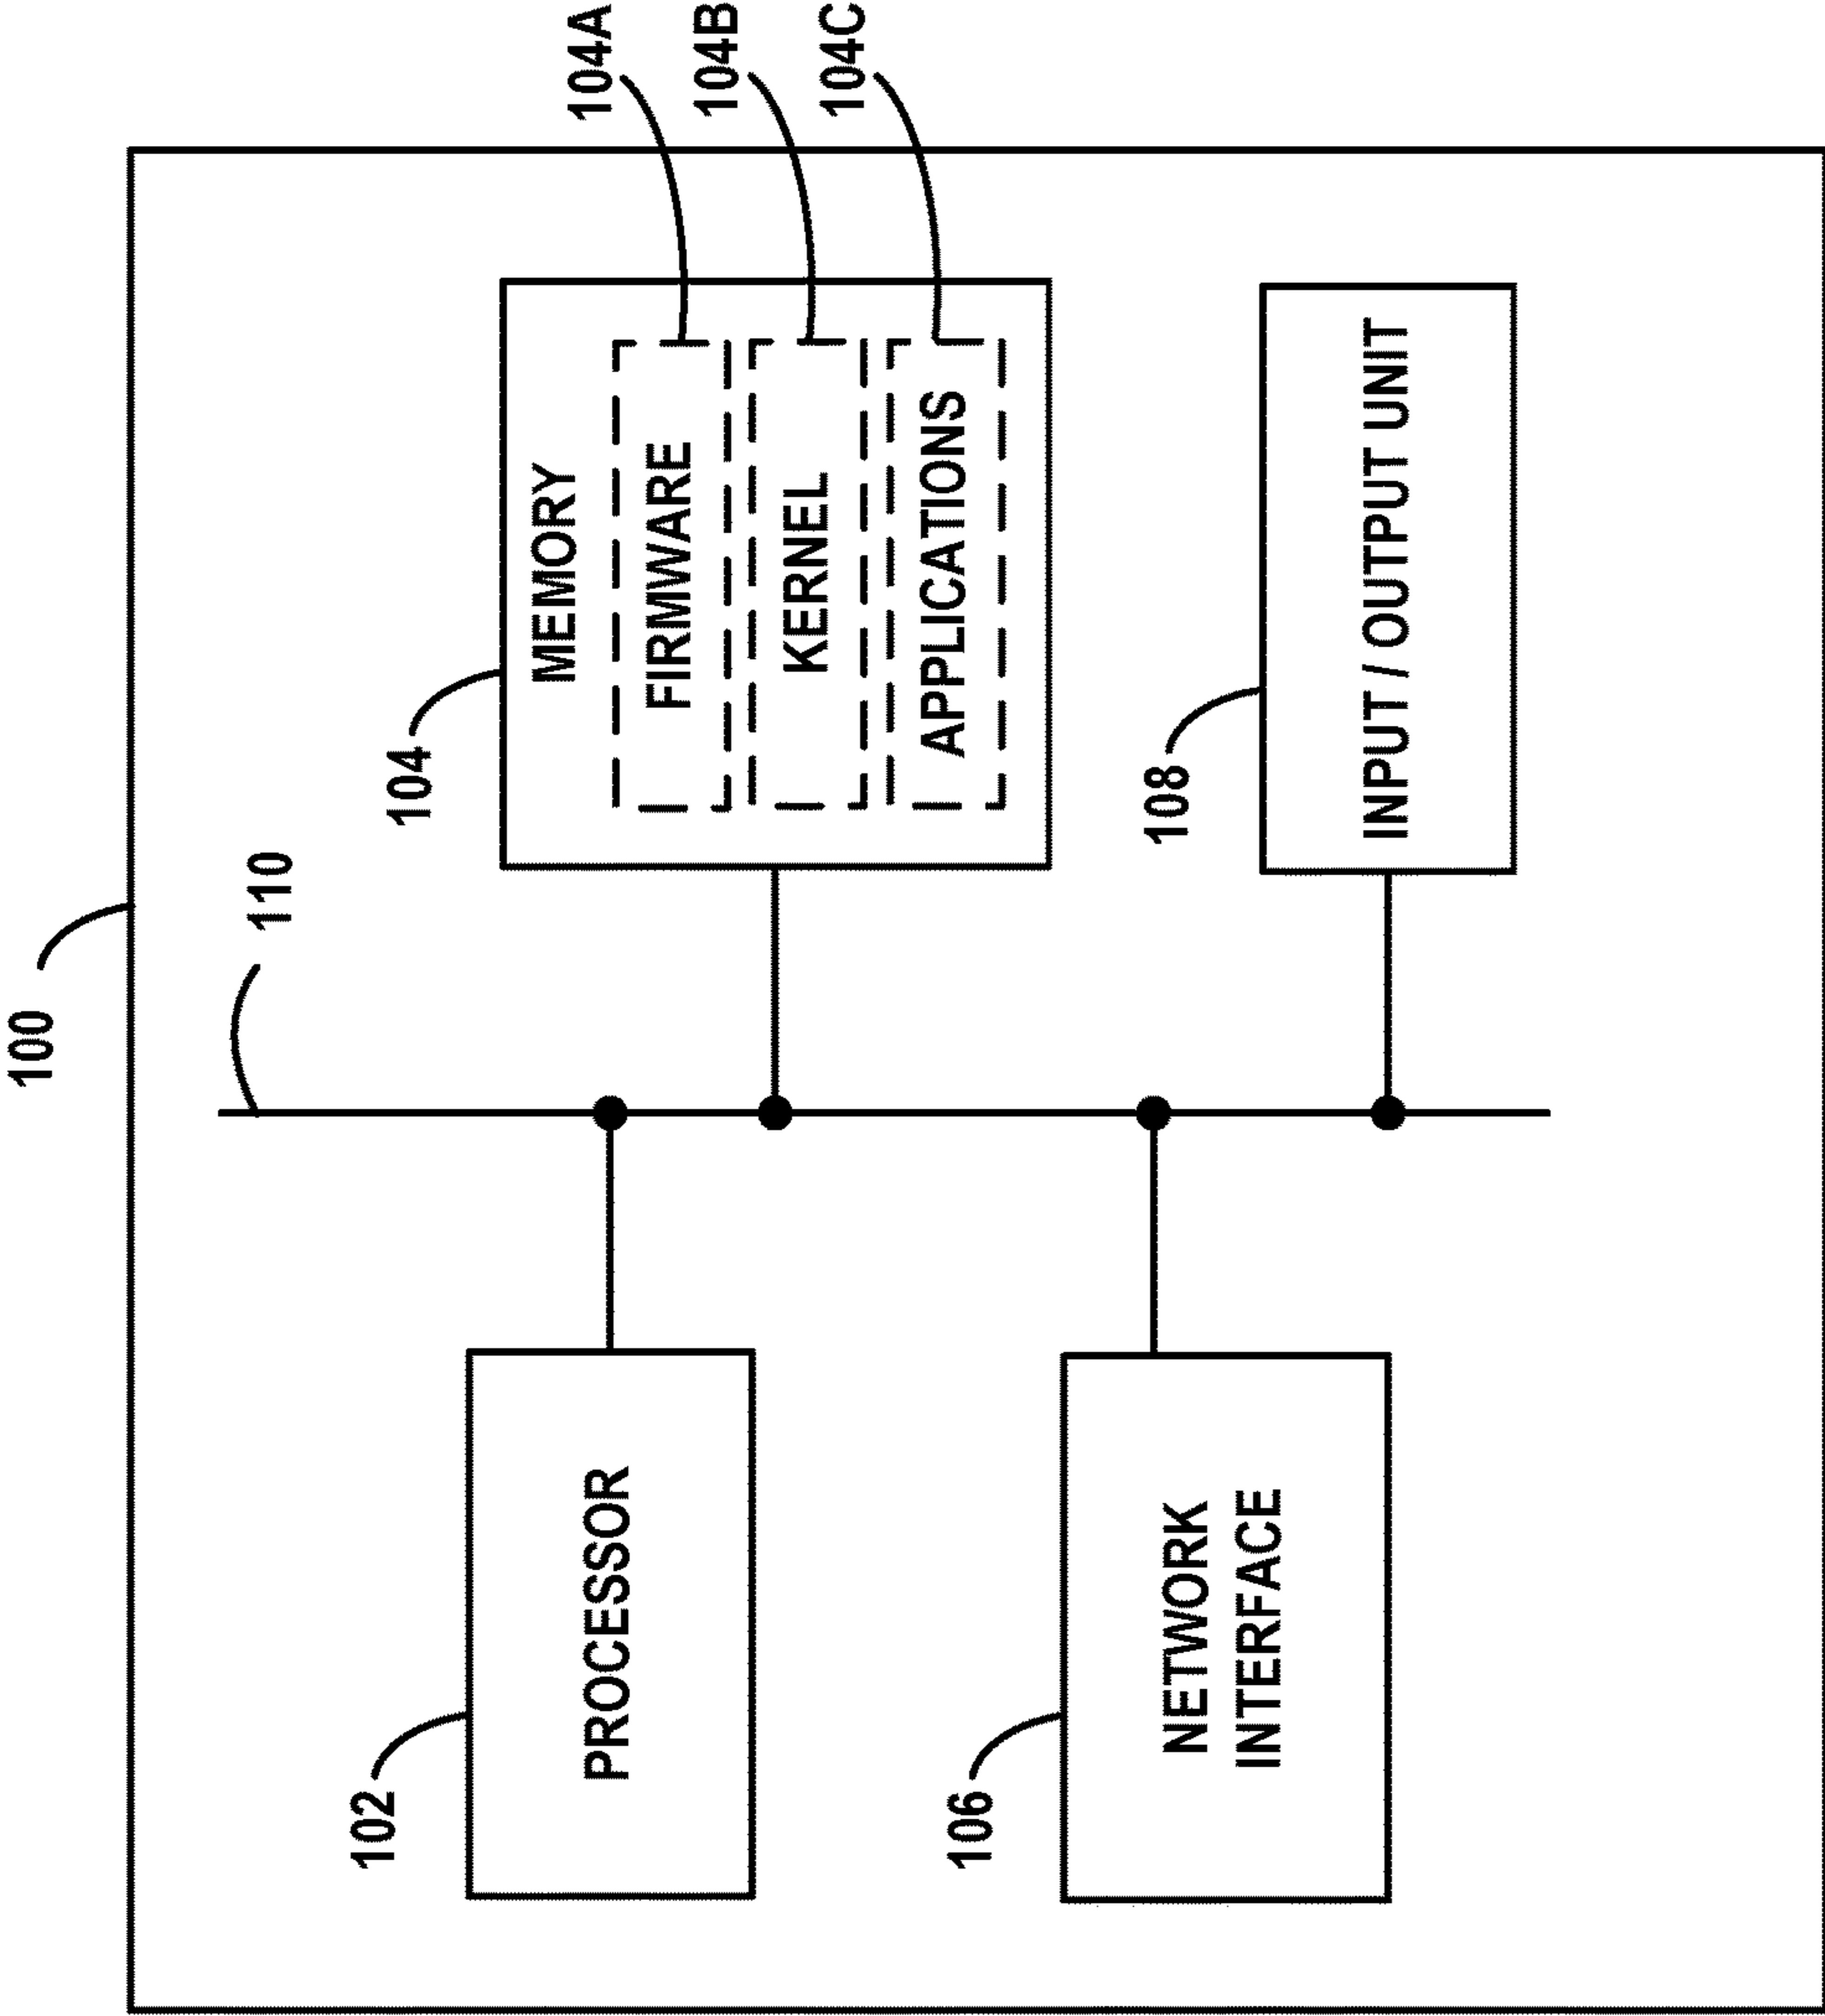 100
110
102
PROCESSOR
104
MEMORY
FIRMWARE
104A
KERNEL
104B
APPLICATIONS
104C
106
NETWORK
INTERFACE
108
INPUT / OUTPUT UNIT